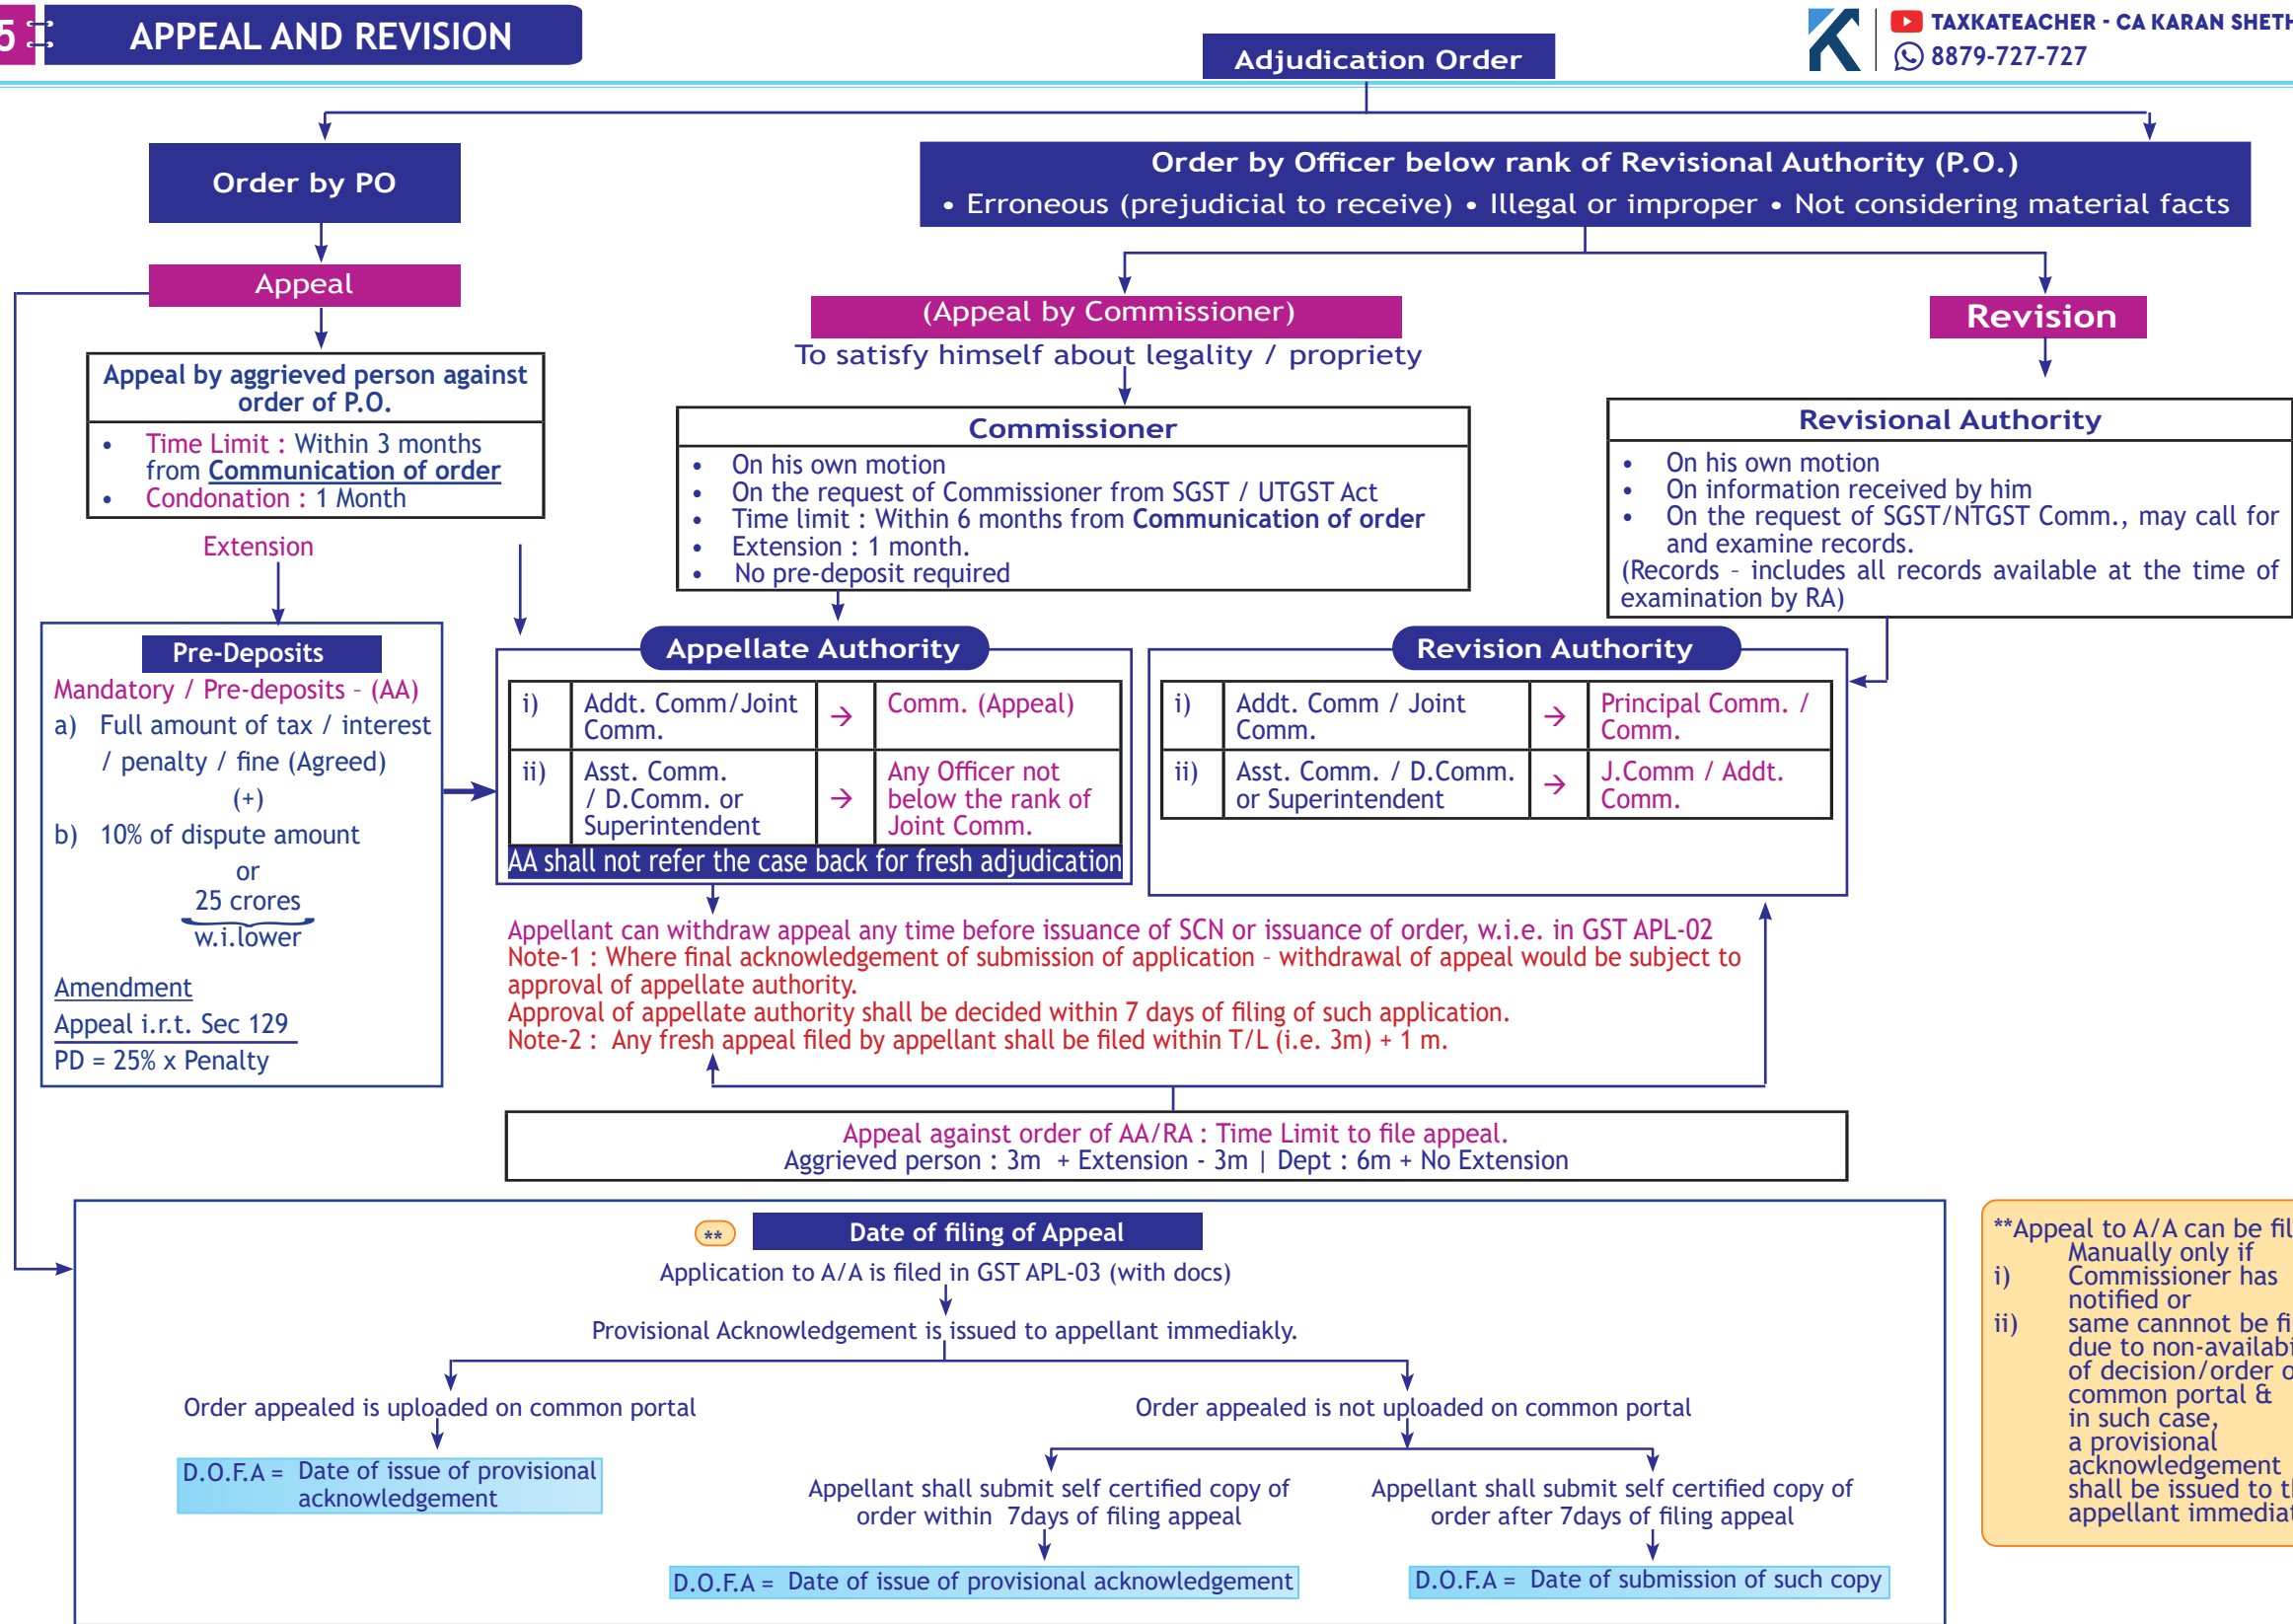 5
APPEAL AND REVISION
TAXKATEACHER - CA KARAN SHETH
8879-727-727
Adjudication Order
Order by PO
Order by Officer below rank of Revisional Authority (P.O.)
• Erroneous (prejudicial to receive) • Illegal or improper • Not considering material facts
Appeal
(Appeal by Commissioner)
To satisfy himself about legality / propriety
Revision
Appeal by aggrieved person against
order of P.O.
• Time Limit : Within 3 months
from Communication of order
• Condonation : 1 Month
Extension
Commissioner
• On his own motion
• On the request of Commissioner from SGST / UTGST Act
• Time limit : Within 6 months from Communication of order
• Extension : 1 month.
• No pre-deposit required
Revisional Authority
• On his own motion
• On information received by him
• On the request of SGST/NTGST Comm., may call for
and examine records.
(Records – includes all records available at the time of
examination by RA)
Pre-Deposits
Mandatory / Pre-deposits – (AA)
a) Full amount of tax / interest
/ penalty / fine (Agreed)
(+)
b) 10% of dispute amount
or
25 crores
w.i.lower
Amendment
Appeal i.r.t. Sec 129
PD = 25% x Penalty
Appellate Authority
i) Addt. Comm/Joint → Comm. (Appeal)
Comm.
ii) Asst. Comm. Any Officer not
/ D.Comm. or → below the rank of
Superintendent Joint Comm.
AA shall not refer the case back for fresh adjudication
Revision Authority
i) Addt. Comm / Joint → Principal Comm. /
Comm. Comm.
ii) Asst. Comm. / D.Comm. → J.Comm / Addt.
or Superintendent Comm.
Appellant can withdraw appeal any time before issuance of SCN or issuance of order, w.i.e. in GST APL-02
Note-1 : Where final acknowledgement of submission of application – withdrawal of appeal would be subject to
approval of appellate authority.
Approval of appellate authority shall be decided within 7 days of filing of such application.
Note-2 : Any fresh appeal filed by appellant shall be filed within T/L (i.e. 3m) + 1 m.
Appeal against order of AA/RA : Time Limit to file appeal.
Aggrieved person : 3m + Extension - 3m | Dept : 6m + No Extension
** Date of filing of Appeal
Application to A/A is filed in GST APL-03 (with docs)
Provisional Acknowledgement is issued to appellant immediakly.
Order appealed is uploaded on common portal
Order appealed is not uploaded on common portal
D.O.F.A = Date of issue of provisional
acknowledgement
Appellant shall submit self certified copy of
order within 7days of filing appeal
Appellant shall submit self certified copy of
order after 7days of filing appeal
D.O.F.A = Date of issue of provisional acknowledgement
D.O.F.A = Date of submission of such copy
**Appeal to A/A can be
Manually only if
i) Commissioner has
notified or
ii) same cannnot be
due to
of decision/order
common portal &
in such case,
a provisional
acknowledgement
shall be issued to
appellant